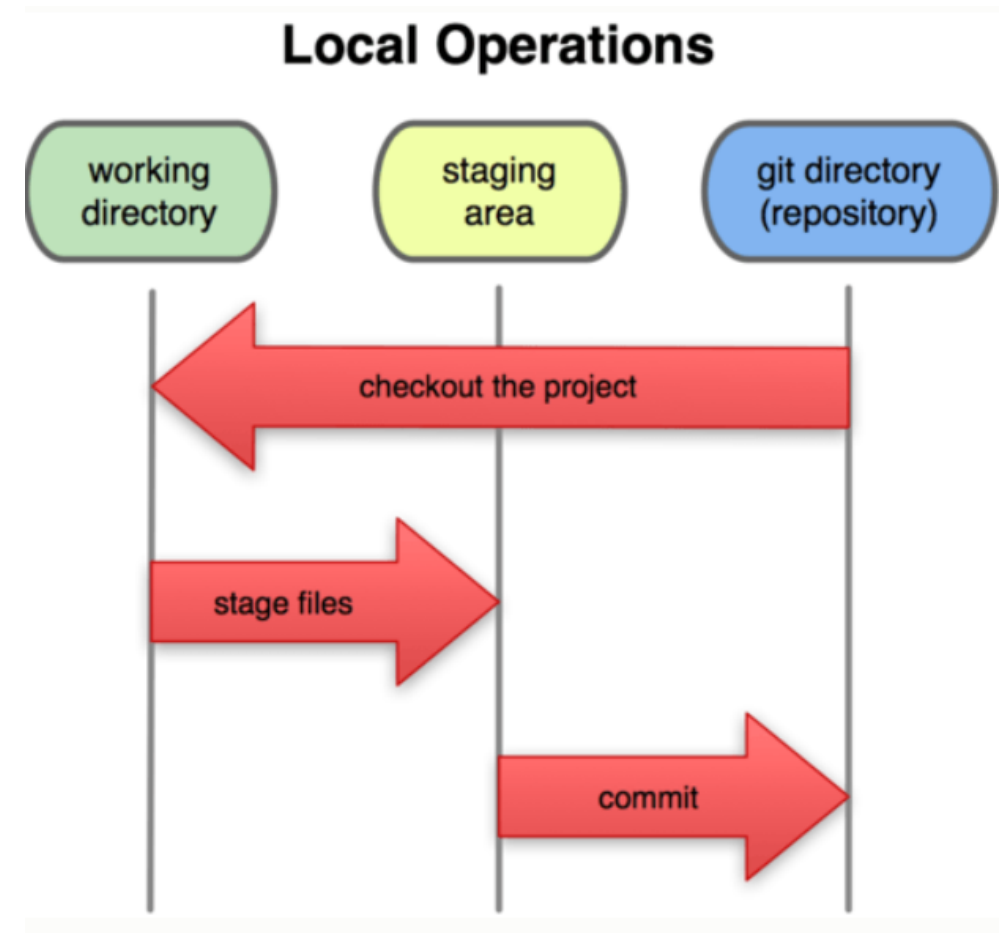 Local Operations
working
directory
staging
area
git directory
(repository)
checkout the project
stage files
commit